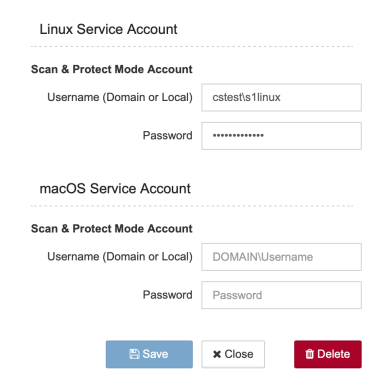 Linux Service Account
Scan & Protect Mode Account
Username (Domain or Local) cstest\s1linux
Password •••••••••••••
macOS Service Account
Scan & Protect Mode Account
Username (Domain or Local) DOMAIN\Username
Password Password
Save Close Delete